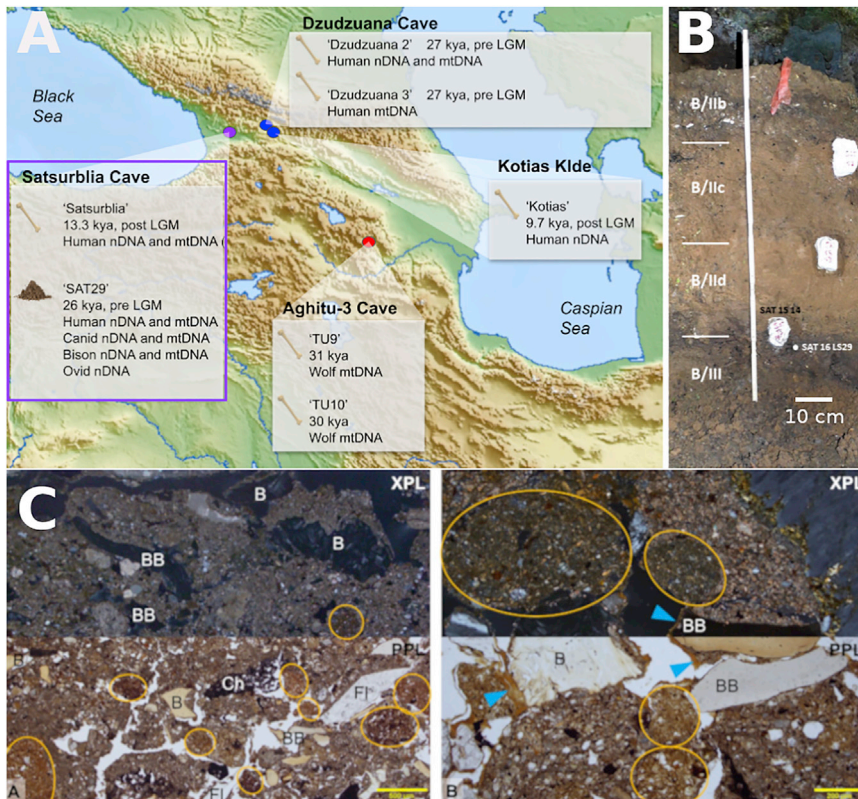 A
Dzudzuana Cave
'Dzudzuana 2' 27 kya, pre LGM
Human nDNA and mtDNA
'Dzudzuana 3' 27 kya, pre LGM
Human mtDNA
Black
Sea
Satsurblia Cave
'Satsurblia'
13.3 kya, post LGM
Human nDNA and mtDNA (
'SAT29'
26 kya, pre LGM
Human nDNA and mtDNA
Canid nDNA and mtDNA
Bison nDNA and mtDNA
Ovid nDNA
Kotias Klde
'Kotias'
9.7 kya, post LGM
Human nDNA
Aghitu-3 Cave
'TU9'
31 kya
Wolf mtDNA
'TU10'
30 kya
Wolf mtDNA
Caspian
Sea
B
B/IIb
B/IIc
B/IId
SAT 15 14
SAT 16 LS29
B/III
10 cm
C
XPL
B
B
BB
BB
PPL
B
Ch
B
Fl
BB
Fl
A
XPL
BB
PPL
B
BB
B